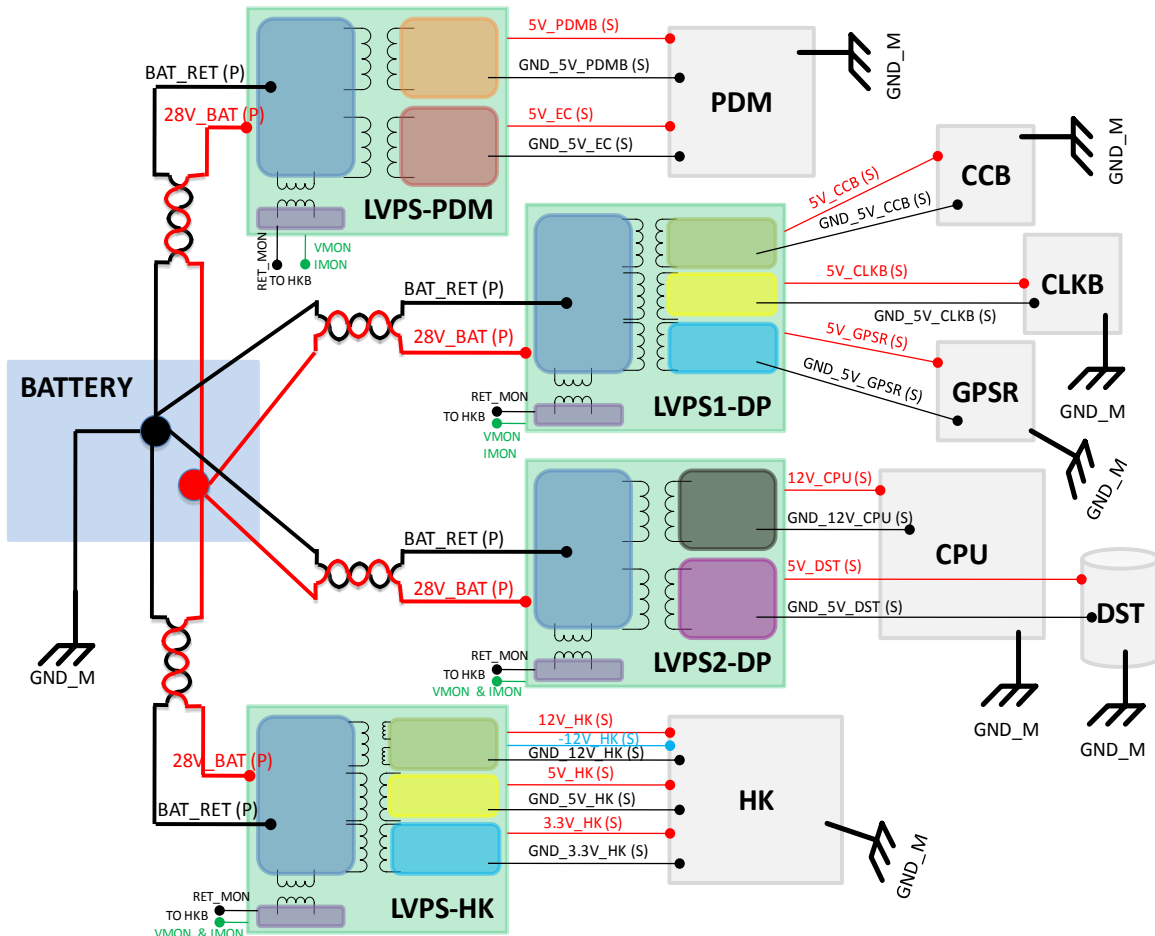 5V_PDMB (S)
GND_5V_PDMB (S)
5V_EC (S)
GND_5V_EC (S)
BAT_RET (P)
28V_BAT (P)
LVPS-PDM
PDM
GND_M
RET_MON
TO HKB
VMON
IMON
BATTERY
GND_M
BAT_RET (P)
28V_BAT (P)
RET_MON
TO HKB
VMON
IMON
LVPS1-DP
5V_CCB (S)
GND_5V_CCB (S)
CCB
GND_M
5V_CLKB (S)
GND_5V_CLKB (S)
CLKB
GND_M
5V_GPSR (S)
GND_5V_GPSR (S)
GPSR
GND_M
BAT_RET (P)
28V_BAT (P)
RET_MON
TO HKB
VMON & IMON
LVPS2-DP
12V_CPU (S)
GND_12V_CPU (S)
CPU
GND_M
5V_DST (S)
GND_5V_DST (S)
DST
GND_M
28V_BAT (P)
BAT_RET (P)
RET_MON
TO HKB
VMON & IMON
LVPS-HK
12V_HK (S)
-12V_HK (S)
GND_12V_HK (S)
5V_HK (S)
GND_5V_HK (S)
3.3V_HK (S)
GND_3.3V_HK (S)
HK
GND_M